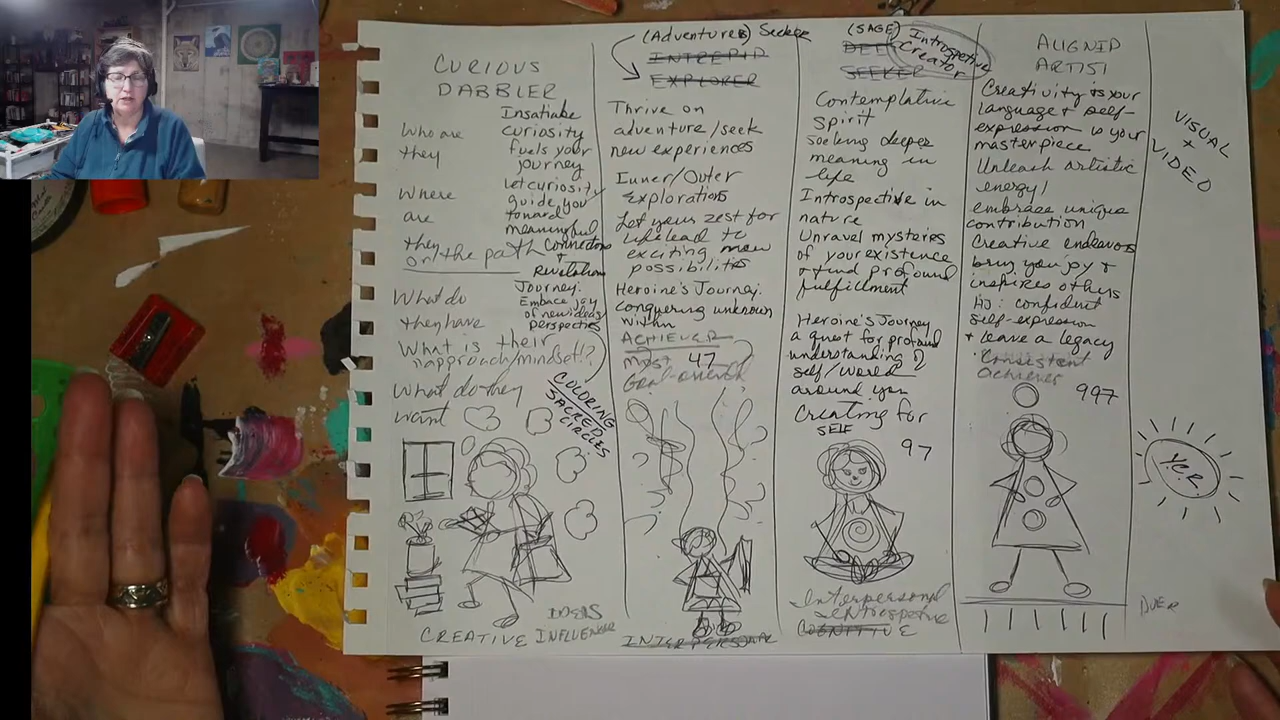 CURIOUS
DABBLER
Insatiable
curiosity
fuels your
journey
let curiosity
guide you
toward
meaningful
connections
+
Revelations
Journey:
Embrace joy
of new ideas
perspectives
Who are
they
Where
are
they
on the path
What do
they have
What is their
approach/mindset!?
What do they
want
COLORING
SACRED
CIRCLES
CREATIVE INFLUENCER
(Adventure) Seeker
INTREPID
EXPLORER
Thrive on
adventure/seek
new experiences
Inner/Outer
Explorations
Let your zest for
life lead to
exciting new
possibilities
Heroine's Journey:
conquering unknown
within
ACHIEVER
Most 47
INTERPERSONAL
(SAGE)
DEEP
SEEKER
Introspective
Creator
Contemplative
Spirit
seeking deeper
meaning in
life
Introspective in
nature
Unravel mysteries
of your existence
+ find profound
fulfillment
Heroine's Journey
a quest for profound
understanding of
self/world
around you
Creating for
SELF
97
Interpersonal
Introspective
COGNITIVE
ALIGNED
ARTIST
Creativity is your
language + self-
expression is your
masterpiece
Unleash artistic
energy!
embrace unique
contribution
Creative endeavors
bring you joy +
inspires others
HJ: confident
self-expression
+ leave a legacy
Consistent
Achiever
997
VISUAL
+
VIDEO
YCR